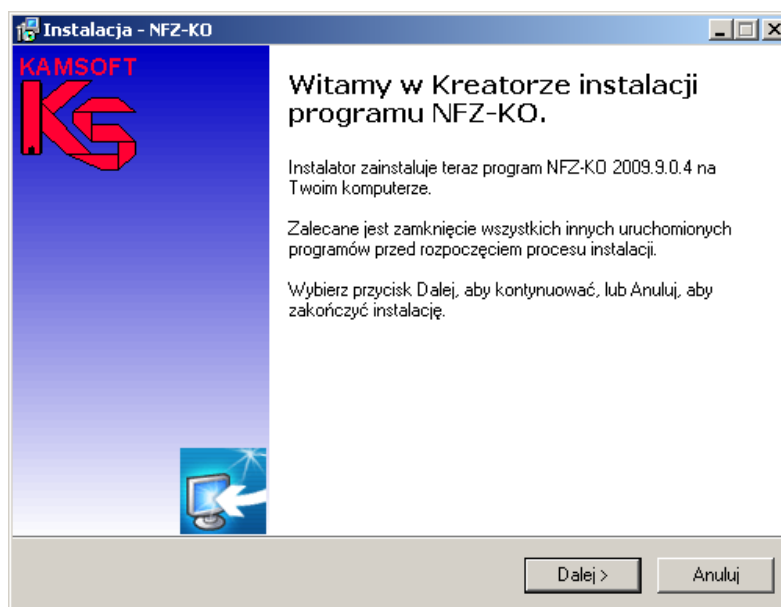 Instalacja - NFZ-KO
KAMSOFT
KS
Witamy w Kreatorze instalacji
programu NFZ-KO.
Instalator zainstaluje teraz program NFZ-KO 2009.9.0.4 na
Twoim komputerze.
Zalecane jest zamknięcie wszystkich innych uruchomionych
programów przed rozpoczęciem procesu instalacji.
Wybierz przycisk Dalej, aby kontynuować, lub Anuluj, aby
zakończyć instalację.
Dalej >
Anuluj